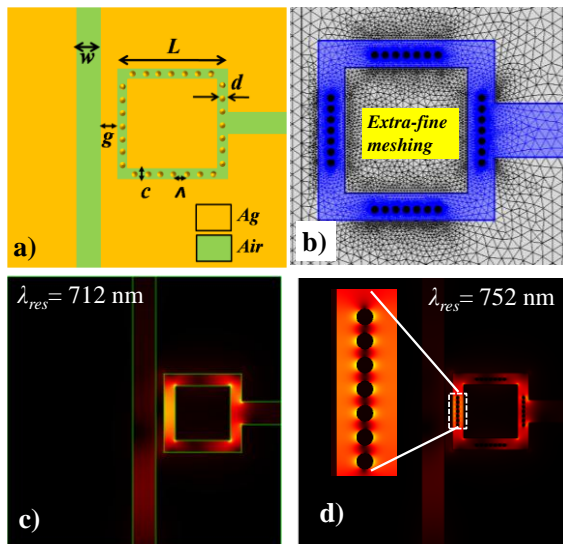 L
w
d
g
c
Λ
Ag
Air
a)
Extra-fine
meshing
b)
λres= 712 nm
c)
λres= 752 nm
d)